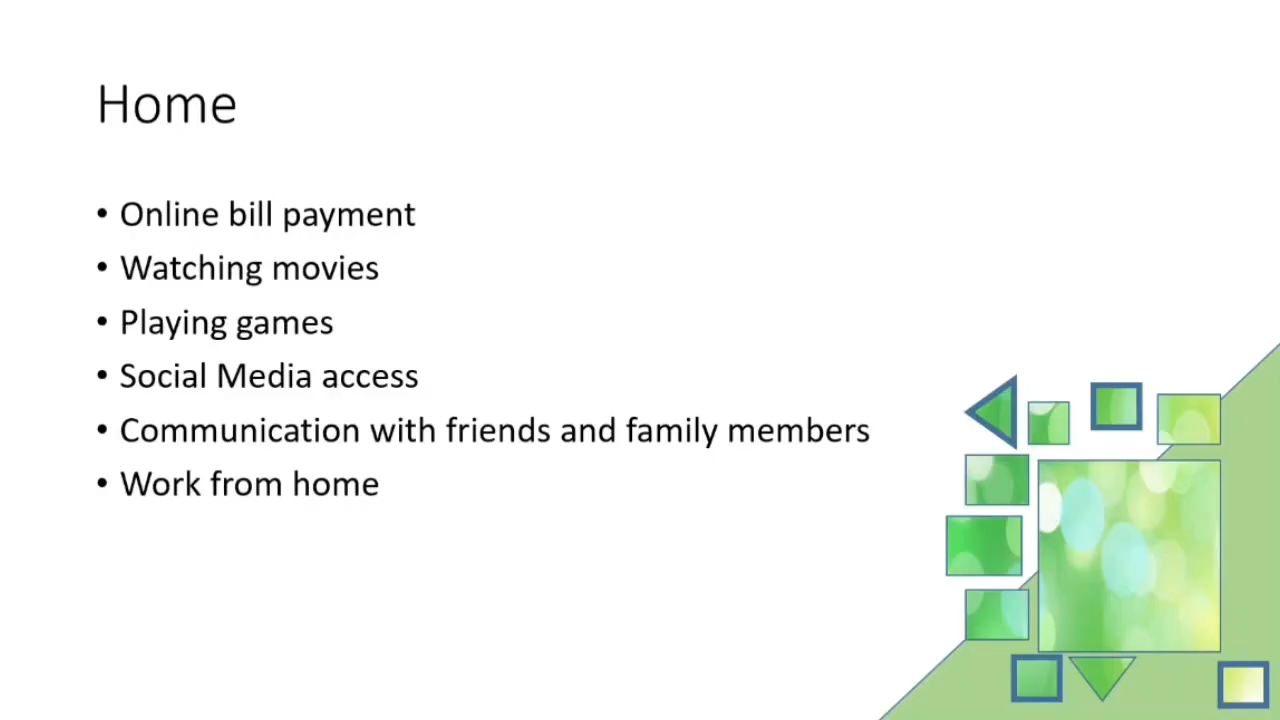 Home
• Online bill payment
• Watching movies
• Playing games
• Social Media access
• Communication with friends and family members
• Work from home